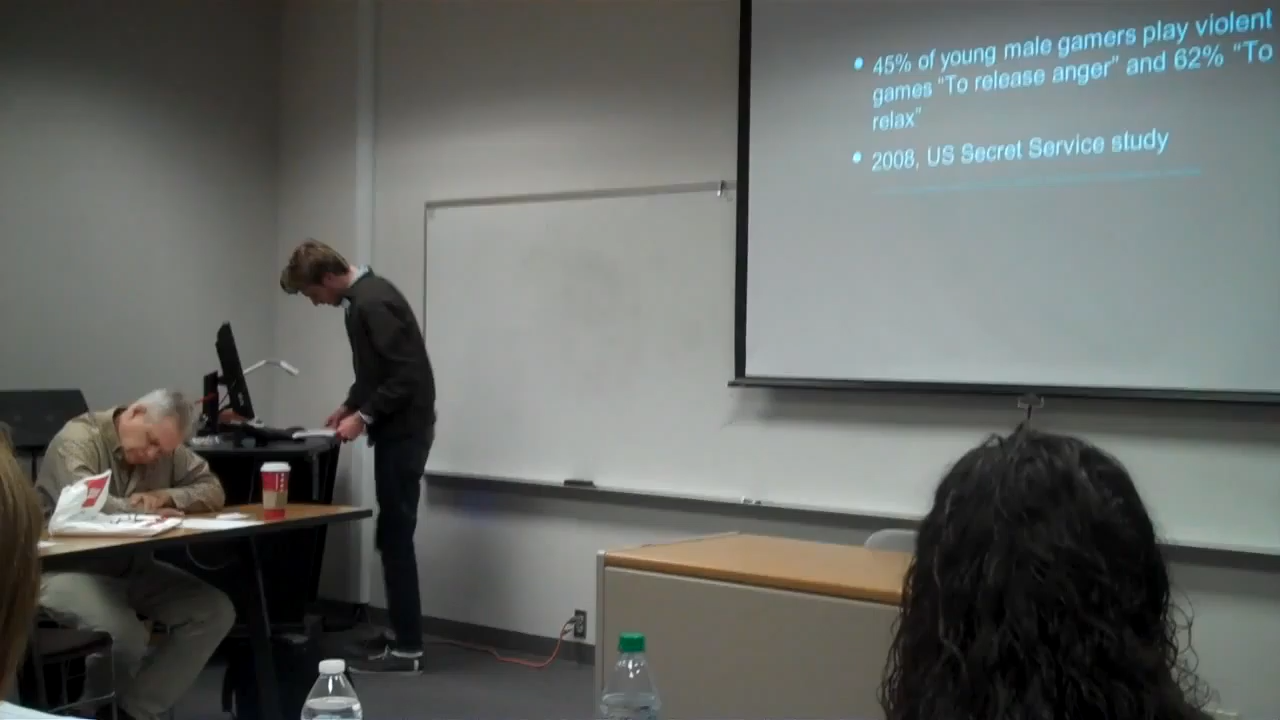 • 45% of young male gamers play violent
games "To release anger" and 62% "To
relax"
• 2008, US Secret Service study